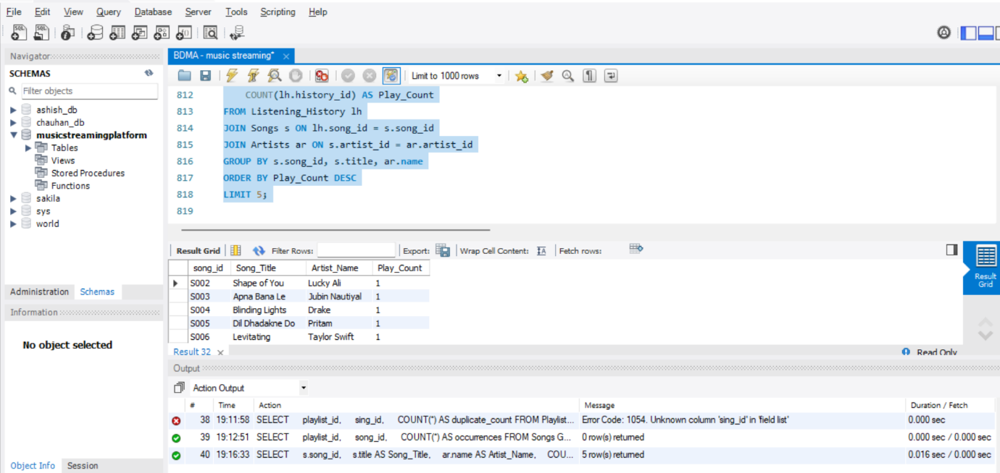 File Edit View Query Database Server Tools Scripting Help
Navigator
BDMA - music streaming* ×
SCHEMAS
Limit to 1000 rows
Filter objects
ashish_db
chauhan_db
musicstreamingplatform
Tables
Views
Stored Procedures
Functions
sakila
sys
world
812 COUNT(lh.history_id) AS Play_Count
813 FROM Listening_History lh
814 JOIN Songs s ON lh.song_id = s.song_id
815 JOIN Artists ar ON s.artist_id = ar.artist_id
816 GROUP BY s.song_id, s.title, ar.name
817 ORDER BY Play_Count DESC
818 LIMIT 5;
819
Result Grid Filter Rows: Export: Wrap Cell Content: Fetch rows:
song_id Song_Title Artist_Name Play_Count
S002 Shape of You Lucky Ali 1
S003 Apna Bana Le Jubin Nautiyal 1
S004 Blinding Lights Drake 1
S005 Dil Dhadakne Do Pritam 1
S006 Levitating Taylor Swift 1
Result Grid
Administration Schemas
Information
No object selected
Result 32 × Read Only
Output
Action Output
# Time Action Message Duration / Fetch
38 19:11:58 SELECT playlist_id, sing_id, COUNT(*) AS duplicate_count FROM Playlist... Error Code: 1054. Unknown column 'sing_id' in 'field list' 0.000 sec
39 19:12:51 SELECT playlist_id, song_id, COUNT(*) AS occurrences FROM Songs G... 0 row(s) returned 0.000 sec / 0.000 sec
40 19:16:33 SELECT s.song_id, s.title AS Song_Title, ar.name AS Artist_Name, COU... 5 row(s) returned 0.016 sec / 0.000 sec
Object Info Session